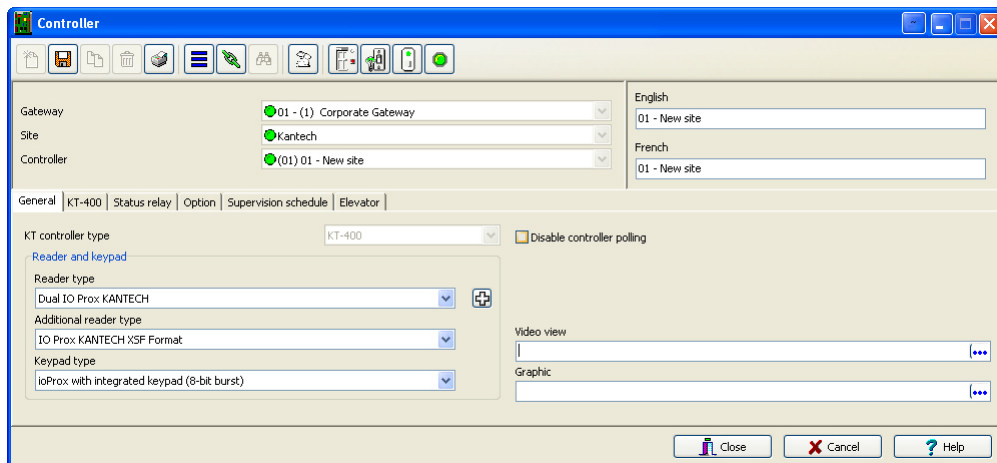 Controller
English
Gateway 01 - (1) Corporate Gateway 01 - New site
Site Kantech
French
Controller (01) 01 - New site 01 - New site
General KT-400 Status relay Option Supervision schedule Elevator
KT controller type KT-400 Disable controller polling
Reader and keypad
Reader type
Dual IO Prox KANTECH
Additional reader type
Video view
IO Prox KANTECH XSF Format
Keypad type
Graphic
ioProx with integrated keypad (8-bit burst)
Close Cancel Help